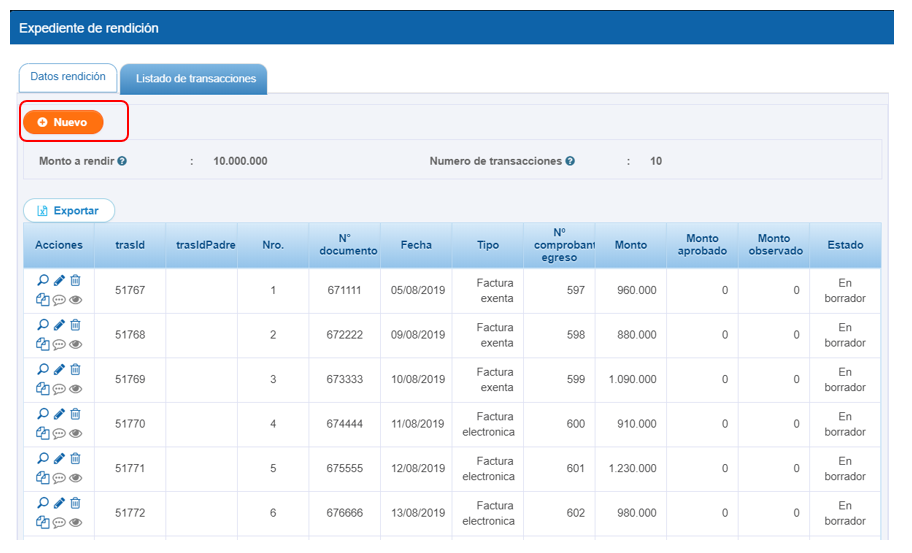 Expediente de rendición
Datos rendición Listado de transacciones
Nuevo
Monto a rendir : 10.000.000 Numero de transacciones : 10
Exportar
Acciones trasId trasIdPadre Nro. N° documento Fecha Tipo Nº comprobant egreso Monto Monto aprobado Monto observado Estado
51767 1 671111 05/08/2019 Factura exenta 597 960.000 0 0 En borrador
51768 2 672222 09/08/2019 Factura exenta 598 880.000 0 0 En borrador
51769 3 673333 10/08/2019 Factura exenta 599 1.090.000 0 0 En borrador
51770 4 674444 11/08/2019 Factura electronica 600 910.000 0 0 En borrador
51771 5 675555 12/08/2019 Factura electronica 601 1.230.000 0 0 En borrador
51772 6 676666 13/08/2019 Factura electronica 602 980.000 0 0 En borrador